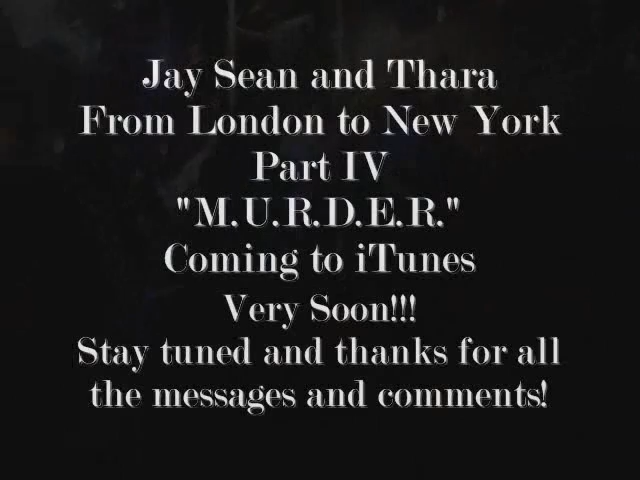 Jay Sean and Thara
From London to New York
Part IV
"M.U.R.D.E.R."
Coming to iTunes
Very Soon!!!
Stay tuned and thanks for all
the messages and comments!